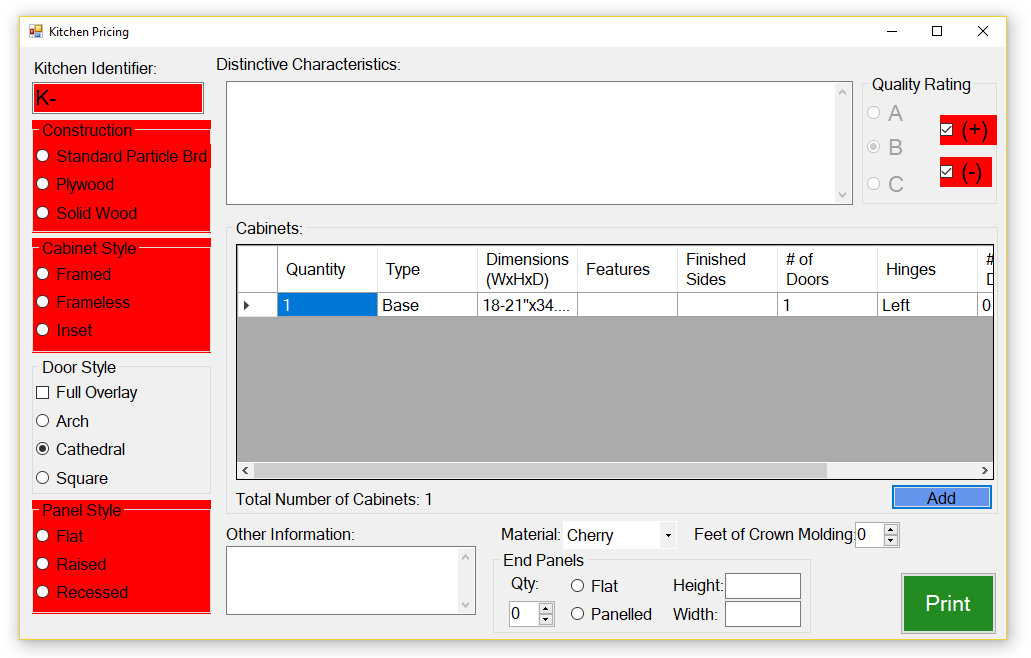 Kitchen Pricing
Kitchen Identifier:
K-
Construction
Standard Particle Brd
Plywood
Solid Wood
Cabinet Style
Framed
Frameless
Inset
Door Style
Full Overlay
Arch
Cathedral
Square
Panel Style
Flat
Raised
Recessed
Distinctive Characteristics:
Quality Rating
A
B
C
(+)
(-)
Cabinets:
Quantity Type Dimensions (WxHxD) Features Finished Sides # of Doors Hinges # D
1 Base 18-21"x34.... 1 Left 0
Total Number of Cabinets: 1
Add
Other Information:
Material: Cherry
Feet of Crown Molding: 0
End Panels
Qty:
0
Flat
Panelled
Height:
Width:
Print